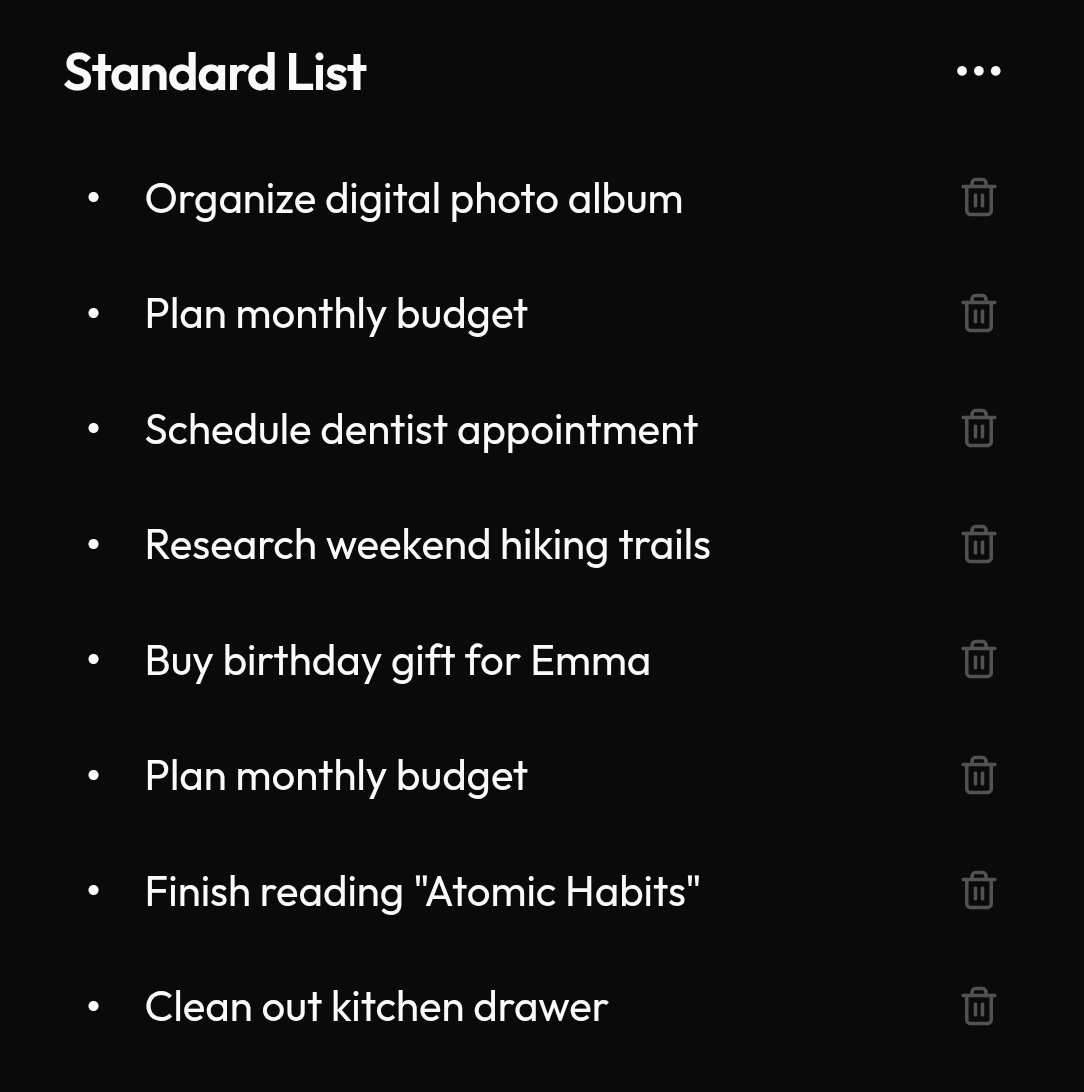 Standard List
• Organize digital photo album
• Plan monthly budget
• Schedule dentist appointment
• Research weekend hiking trails
• Buy birthday gift for Emma
• Plan monthly budget
• Finish reading "Atomic Habits"
• Clean out kitchen drawer